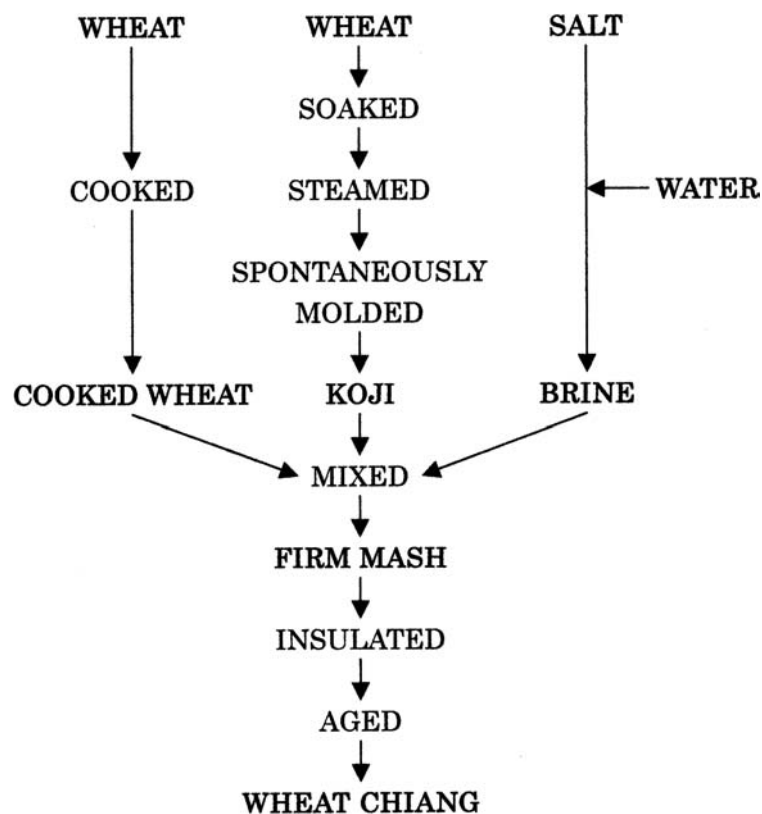 WHEAT WHEAT SALT
SOAKED
COOKED STEAMED WATER
SPONTANEOUSLY
MOLDED
COOKED WHEAT KOJI BRINE
MIXED
FIRM MASH
INSULATED
AGED
WHEAT CHIANG